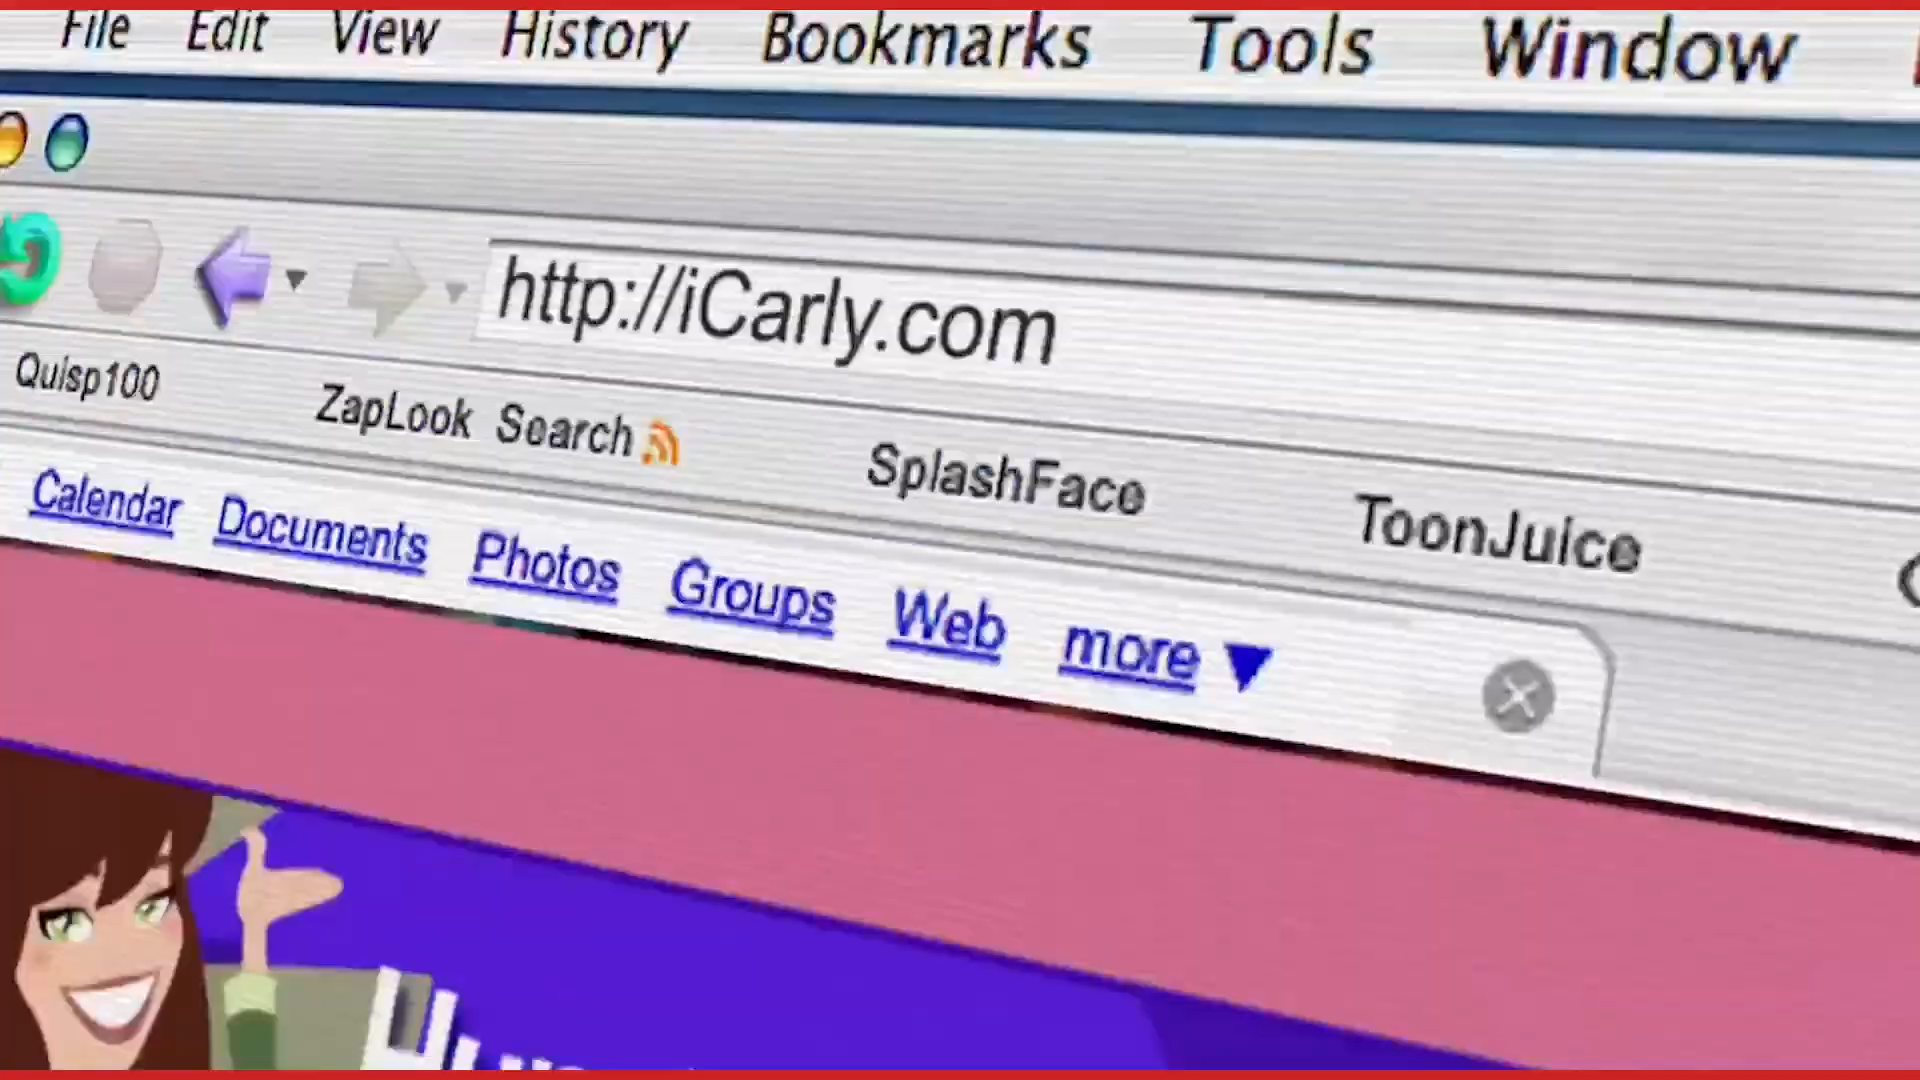 File Edit View History Bookmarks Tools Window
http://iCarly.com
Quisp100 ZapLook Search SplashFace ToonJuice
Calendar Documents Photos Groups Web more ▼